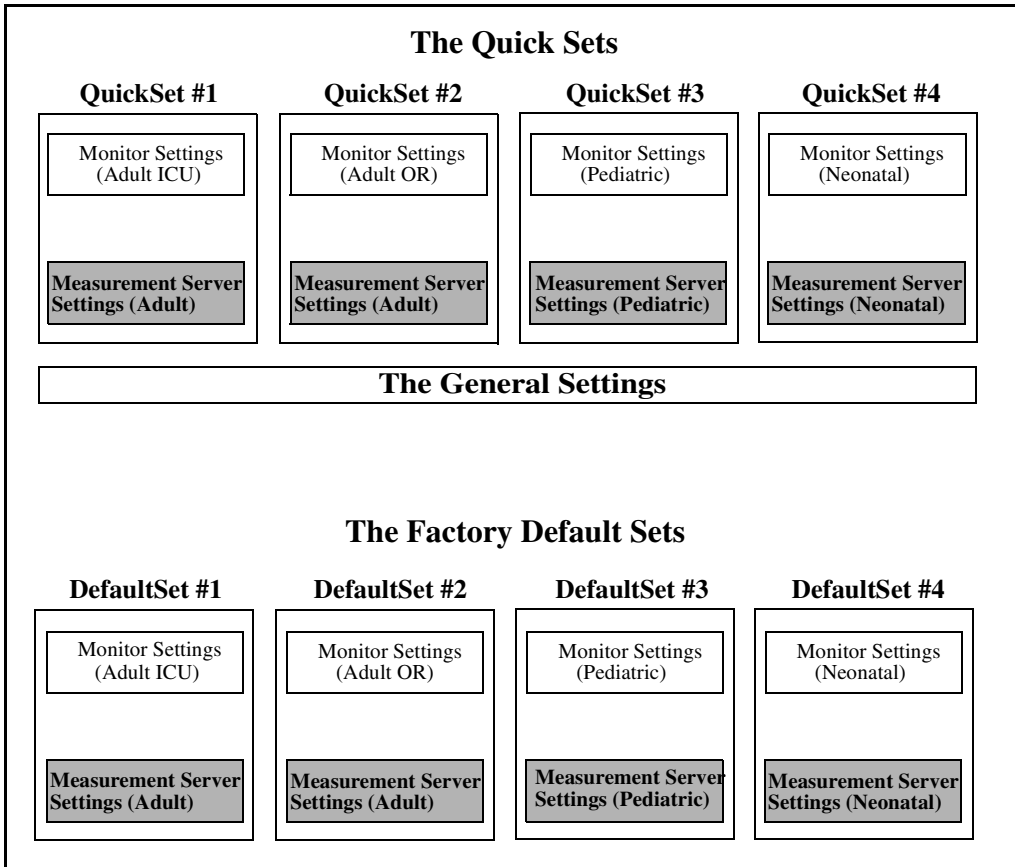 The Quick Sets
QuickSet #1
QuickSet #2
QuickSet #3
QuickSet #4
Monitor Settings
(Adult ICU)
Monitor Settings
(Adult OR)
Monitor Settings
(Pediatric)
Monitor Settings
(Neonatal)
Measurement Server
Settings (Adult)
Measurement Server
Settings (Adult)
Measurement Server
Settings (Pediatric)
Measurement Server
Settings (Neonatal)
The General Settings
The Factory Default Sets
DefaultSet #1
DefaultSet #2
DefaultSet #3
DefaultSet #4
Monitor Settings
(Adult ICU)
Monitor Settings
(Adult OR)
Monitor Settings
(Pediatric)
Monitor Settings
(Neonatal)
Measurement Server
Settings (Adult)
Measurement Server
Settings (Adult)
Measurement Server
Settings (Pediatric)
Measurement Server
Settings (Neonatal)